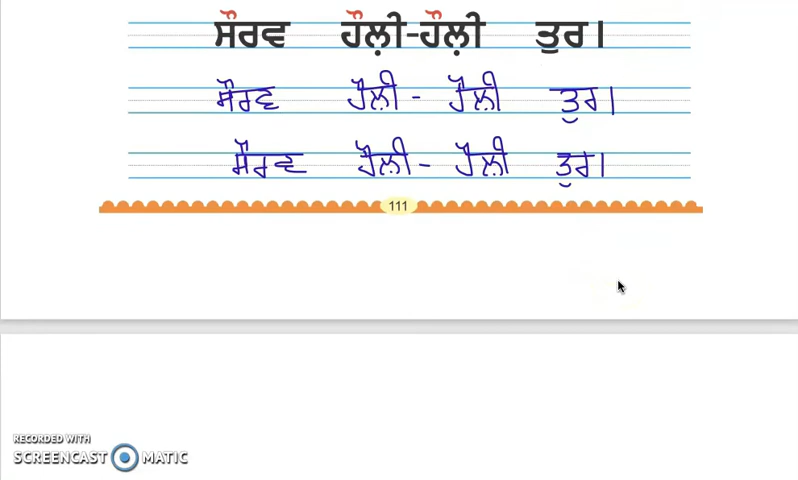 ਸੌਰਵ ਹੌਲ਼ੀ-ਹੌਲ਼ੀ ਤੁਰ।
ਸੌਰਵ ਹੌਲ਼ੀ - ਹੌਲ਼ੀ ਤੁਰ।
ਸੌਰਵ ਹੌਲ਼ੀ - ਹੌਲ਼ੀ ਤੁਰ।
111
RECORDED WITH
SCREENCAST MATIC